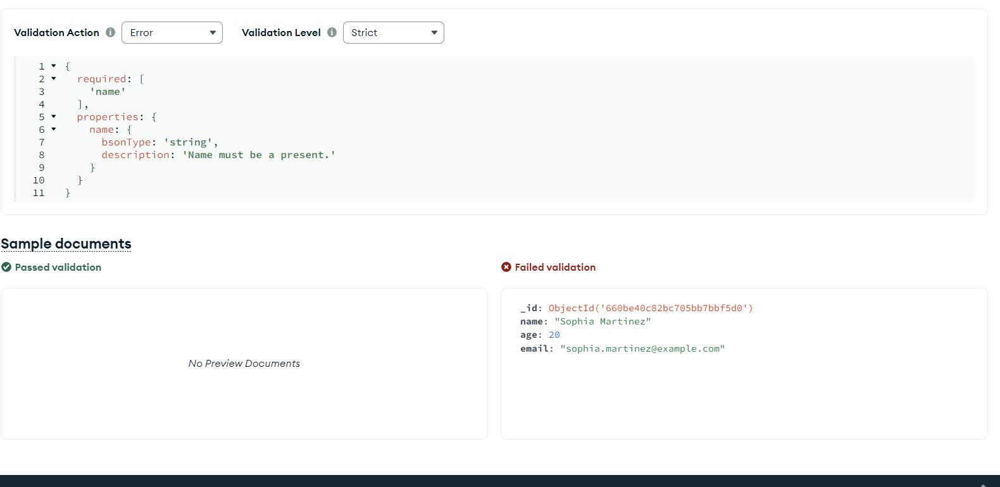 Validation Action Error Validation Level Strict
1 {
2 required: [
3 'name'
4 ],
5 properties: {
6 name: {
7 bsonType: 'string',
8 description: 'Name must be a present.'
9 }
10 }
11 }
Sample documents
Passed validation
Failed validation
No Preview Documents
_id: ObjectId('660be40c82bc705bb7bbf5d0')
name: "Sophia Martinez"
age: 20
email: "sophia.martinez@example.com"